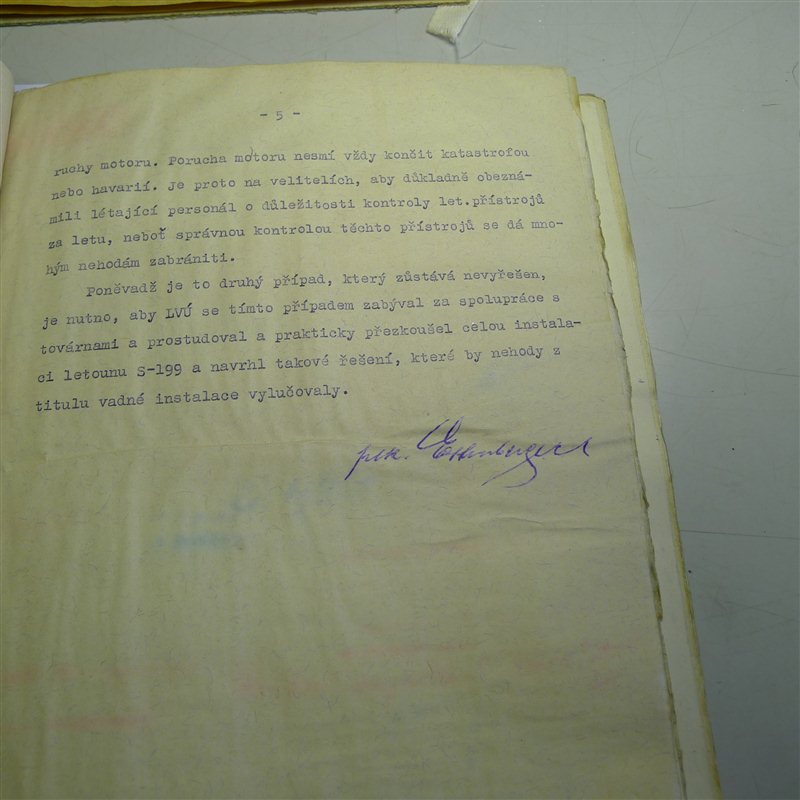 - 5 -
ruchy motoru. Porucha motoru nesmí vždy končit katastrofou
nebo havarií. Je proto na velitelích, aby důkladně obezná-
mili létající personál o důležitosti kontroly let.přístrojů
za letu, neboť správnou kontrolou těchto přístrojů se dá mno-
hým nehodám zabrániti.
Poněvadž je to druhý případ, který zůstává nevyřešen,
je nutno, aby LVÚ se tímto případem zabýval za spolupráce s
továrnami a prostudoval a prakticky přezkoušel celou instala-
ci letounu S-199 a navrhl takové řešení, které by nehody z
titulu vadné instalace vylučovaly.